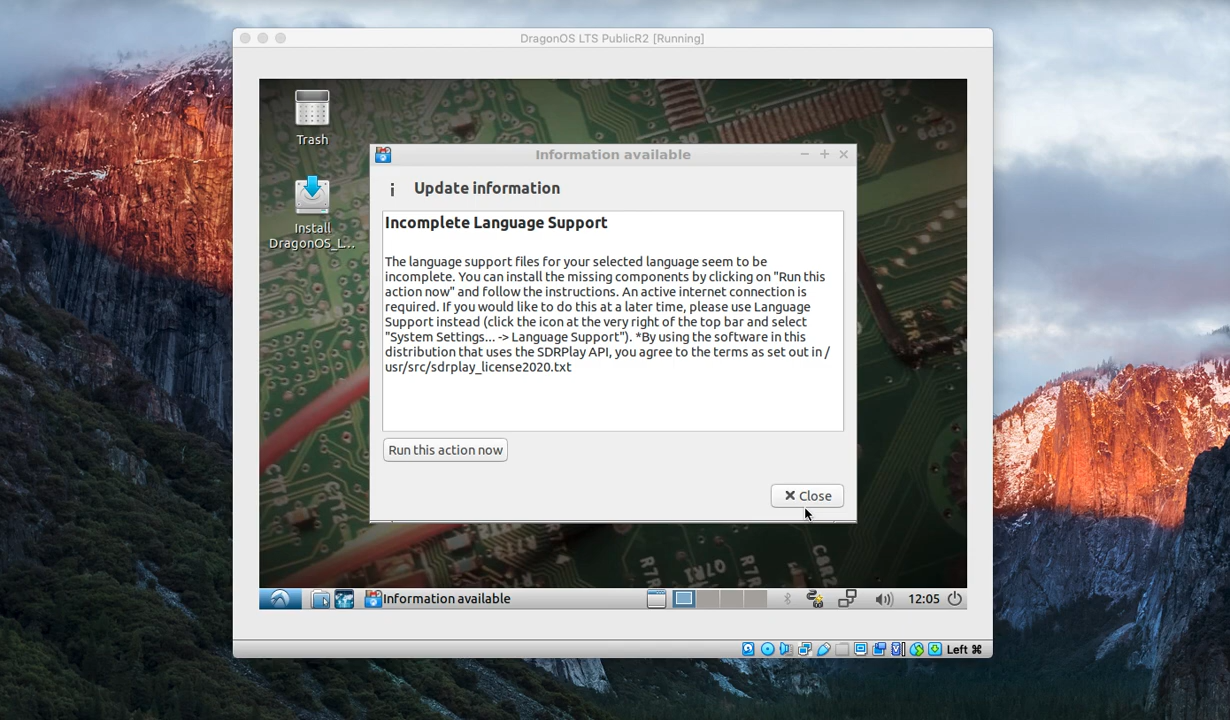 DragonOS LTS PublicR2 [Running]
Trash
Install
DragonOS_L...
Information available
i Update information
Incomplete Language Support
The language support files for your selected language seem to be
incomplete. You can install the missing components by clicking on "Run this
action now" and follow the instructions. An active internet connection is
required. If you would like to do this at a later time, please use Language
Support instead (click the icon at the very right of the top bar and select
"System Settings... -> Language Support"). *By using the software in this
distribution that uses the SDRPlay API, you agree to the terms as set out in /
usr/src/sdrplay_license2020.txt
Run this action now
Close
R7R
Q701
R7R
C8R2
Information available
12:05
Left ⌘